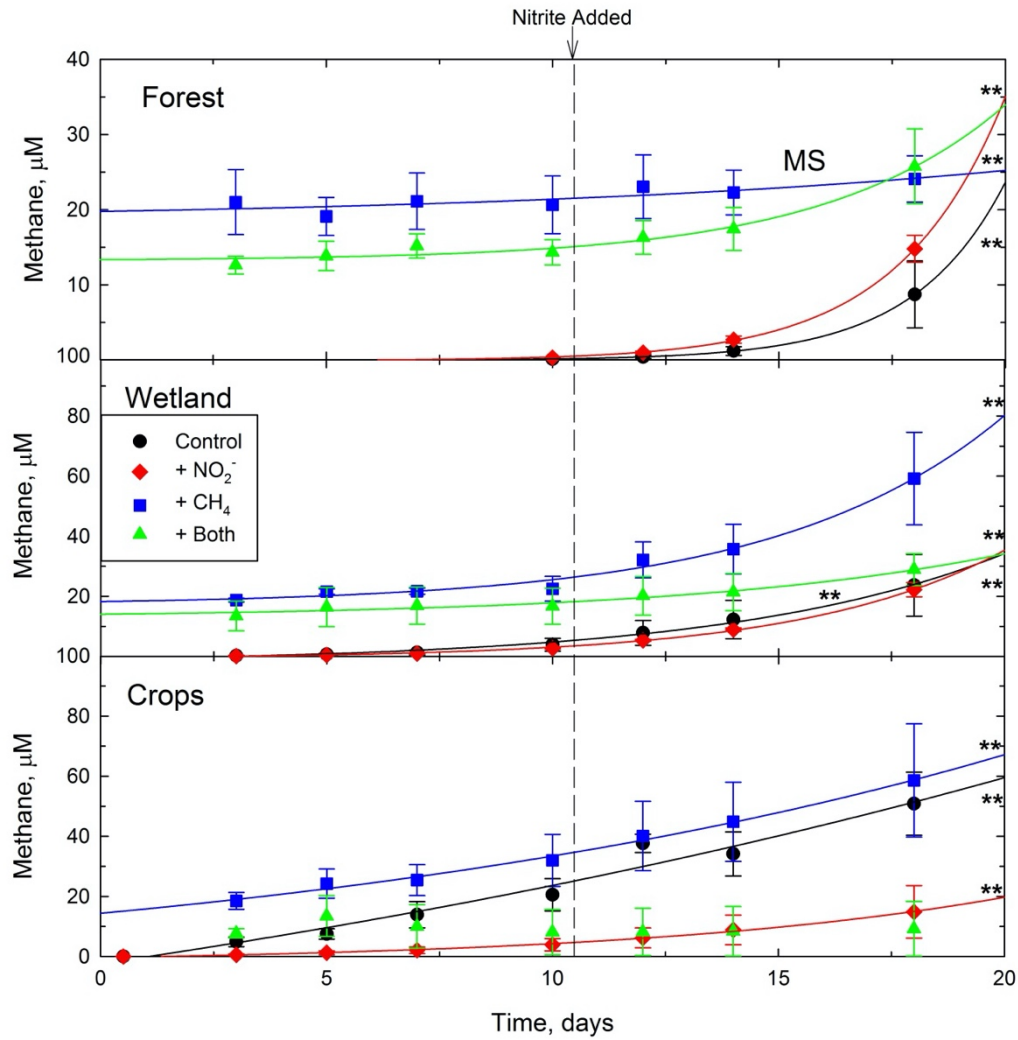 Nitrite Added
40
Forest
**
30
MS
**
Methane, μM
20
**
10
100
Wetland
**
80
Control
+ NO₂⁻
+ CH₄
+ Both
Methane, μM
60
40
**
20
**
**
100
Crops
80
**
Methane, μM
60
**
40
20
**
0
0 5 10 15 20
Time, days